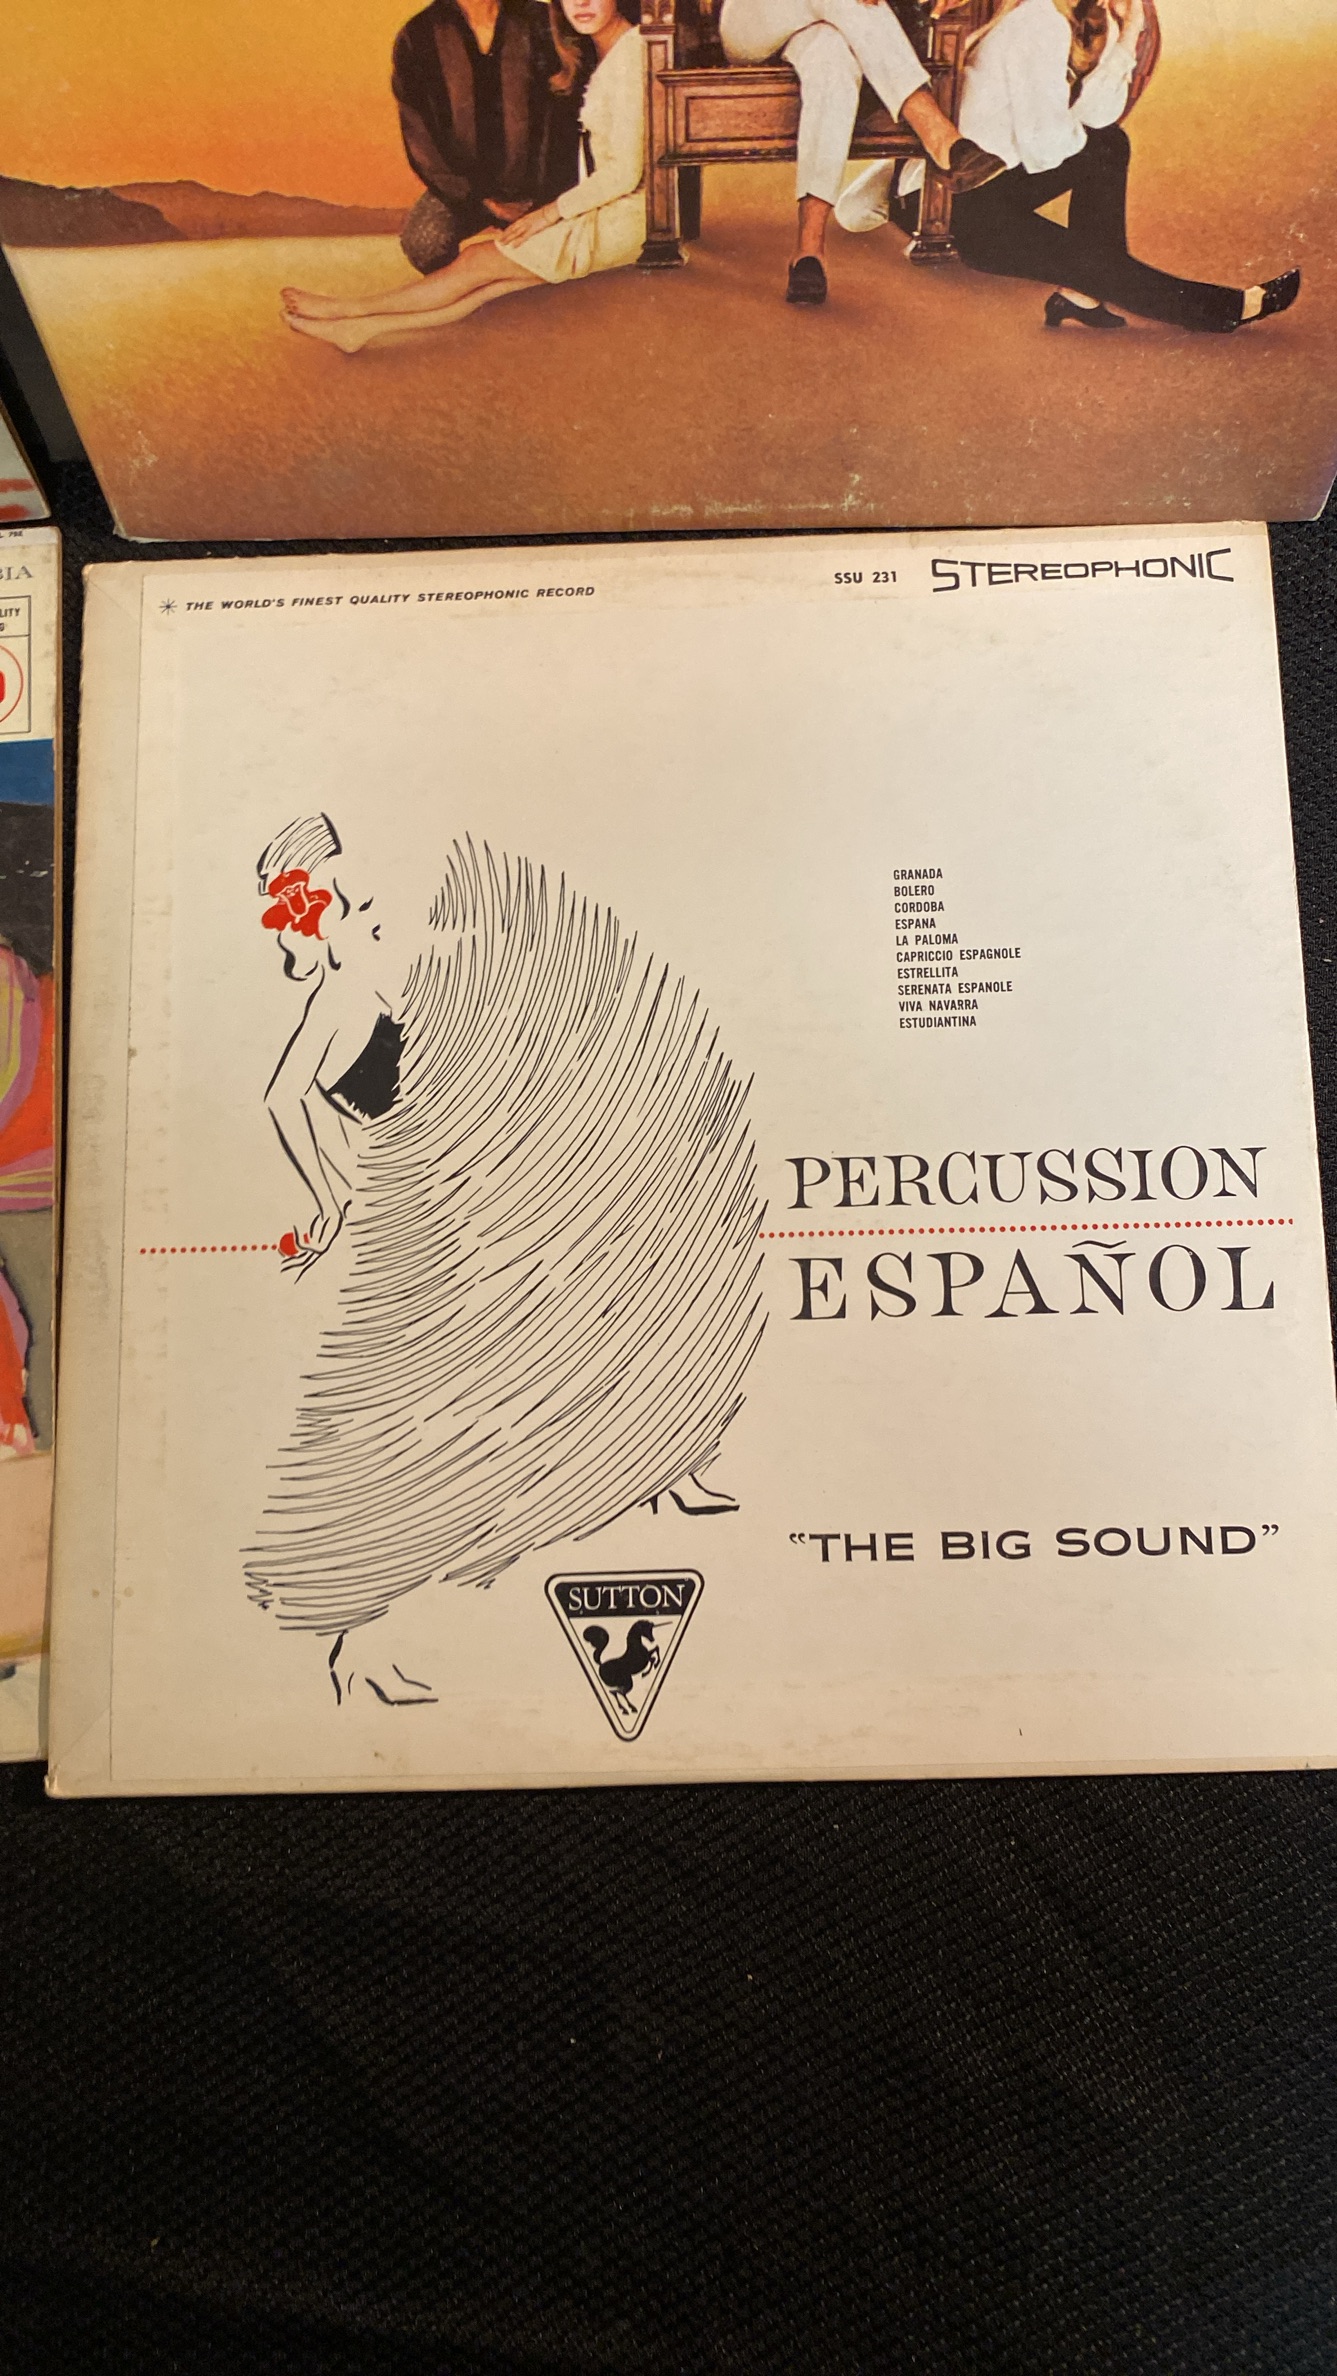 THE WORLD'S FINEST QUALITY STEREOPHONIC RECORD
SSU 231 STEREOPHONIC
GRANADA
BOLERO
CORDOBA
ESPANA
LA PALOMA
CAPRICCIO ESPAGNOLE
ESTRELLITA
SERENATA ESPANOLE
VIVA NAVARRA
ESTUDIANTINA
PERCUSSION
ESPAÑOL
“THE BIG SOUND”
SUTTON